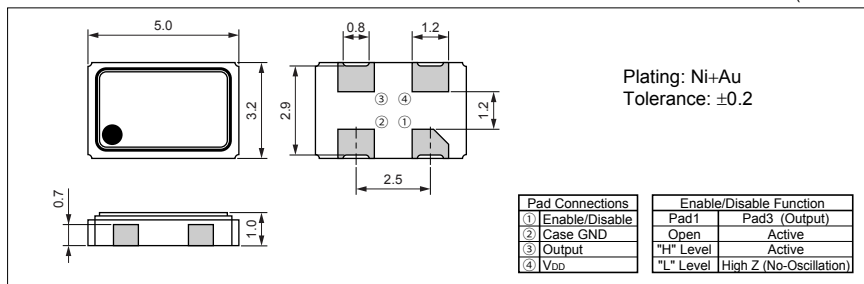 5.0
0.8
1.2
3.2
2.9
③ ④
② ①
1.2
2.5
Plating: Ni+Au
Tolerance: ±0.2
0.7
1.0
Pad Connections
① Enable/Disable
② Case GND
③ Output
④ VDD
Enable/Disable Function
Pad1 Pad3 (Output)
Open Active
"H" Level Active
"L" Level High Z (No-Oscillation)